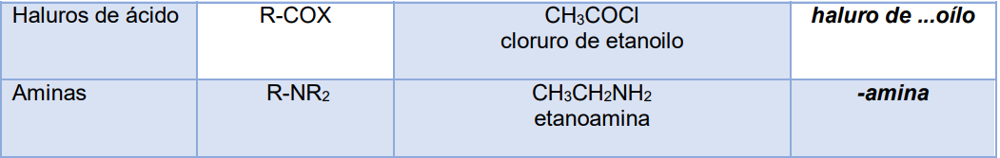 Haluros de ácido R-COX CH₃COCl haluro de ...oílo
cloruro de etanoilo
Aminas R-NR₂ CH₃CH₂NH₂ -amina
etanoamina